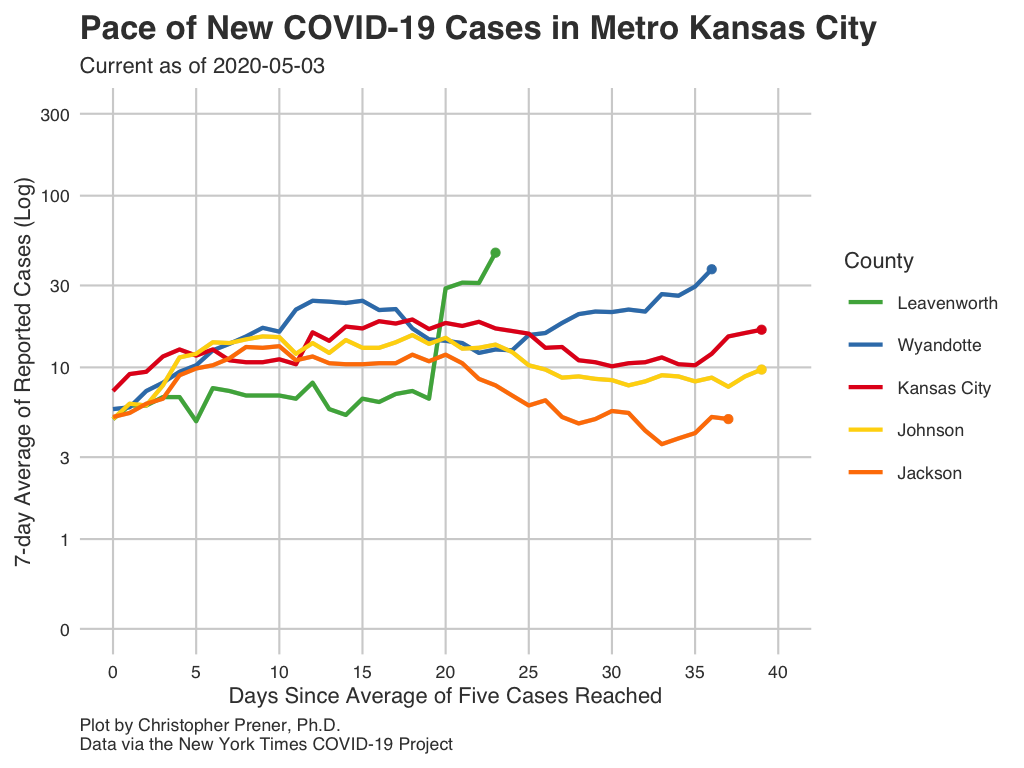 Pace of New COVID-19 Cases in Metro Kansas City
Current as of 2020-05-03
7-day Average of Reported Cases (Log)
300
100
30
10
3
1
0
0 5 10 15 20 25 30 35 40
Days Since Average of Five Cases Reached
County
Leavenworth
Wyandotte
Kansas City
Johnson
Jackson
Plot by Christopher Prener, Ph.D.
Data via the New York Times COVID-19 Project